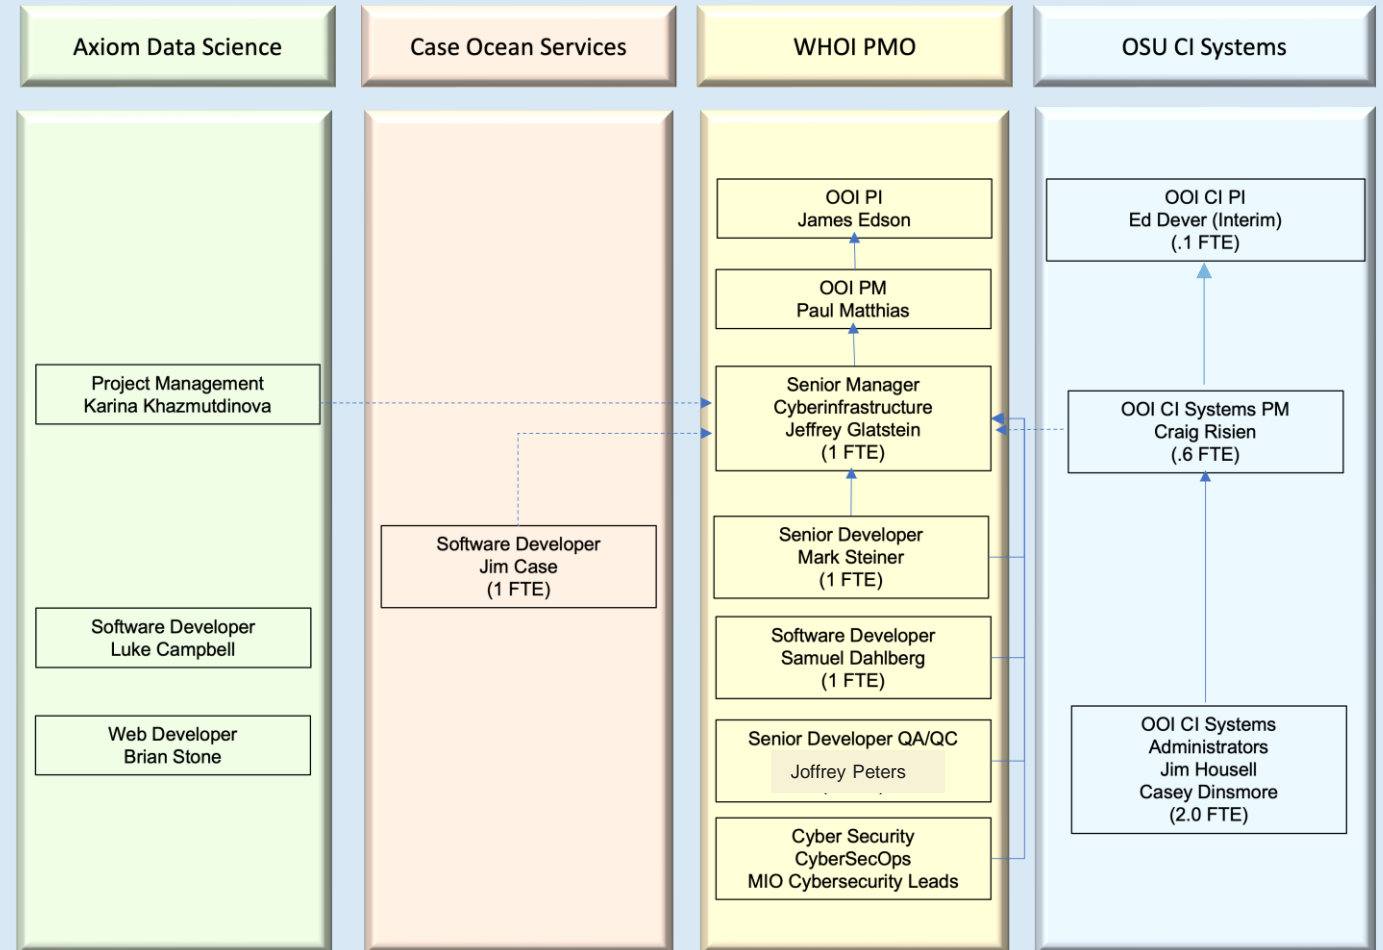 Axiom Data Science
Case Ocean Services
WHOI PMO
OSU CI Systems
Project Management
Karina Khazmutdinova
Software Developer
Luke Campbell
Web Developer
Brian Stone
Software Developer
Jim Case
(1 FTE)
OOI PI
James Edson
OOI PM
Paul Matthias
Senior Manager
Cyberinfrastructure
Jeffrey Glatstein
(1 FTE)
Senior Developer
Mark Steiner
(1 FTE)
Software Developer
Samuel Dahlberg
(1 FTE)
Senior Developer QA/QC
Joffrey Peters
Cyber Security
CyberSecOps
MIO Cybersecurity Leads
OOI CI PI
Ed Dever (Interim)
(.1 FTE)
OOI CI Systems PM
Craig Risien
(.6 FTE)
OOI CI Systems
Administrators
Jim Housell
Casey Dinsmore
(2.0 FTE)